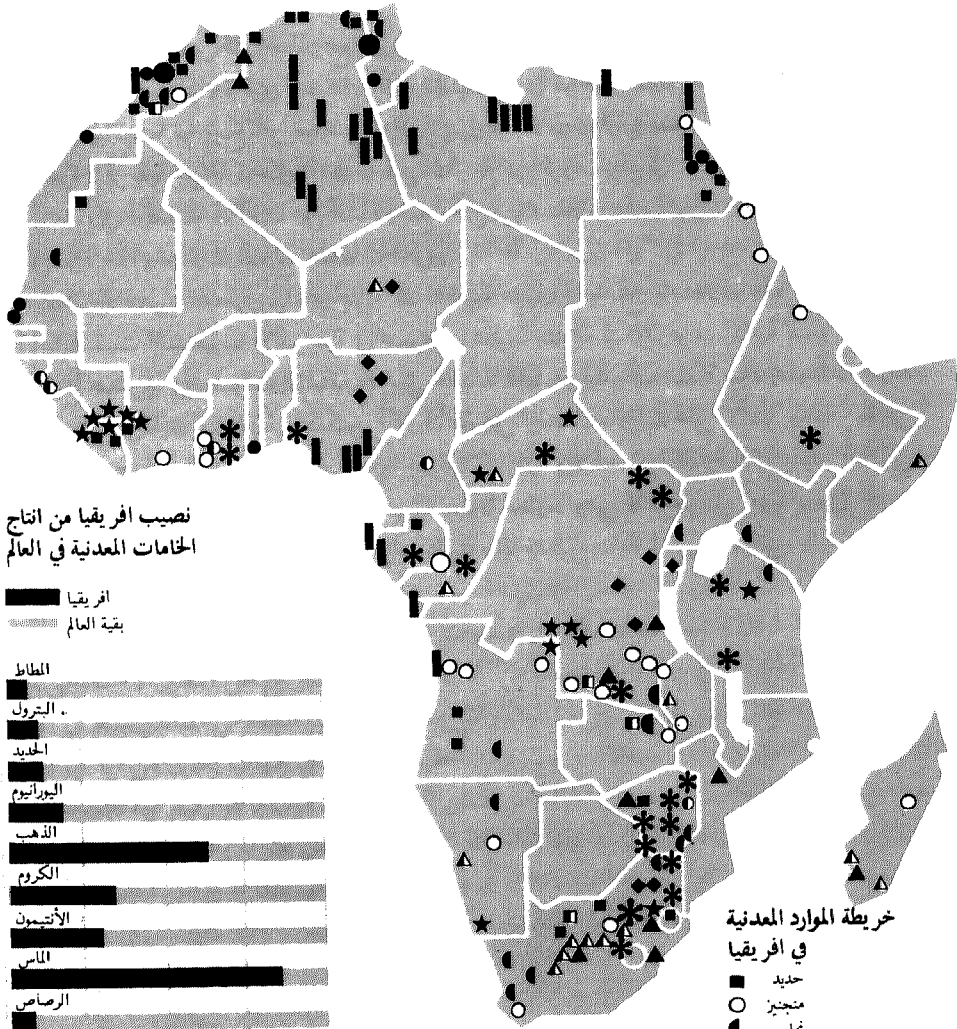 نصيب افريقيا من انتاج
الخامات المعدنية في العالم
افريقيا
بقية العالم
المطاط
البترول
الحديد
اليورانيوم
الذهب
الكروم
الأنتيمون
الماس
الرصاص
خريطة الموارد المعدنية
في افريقيا
حديد
منجنيز